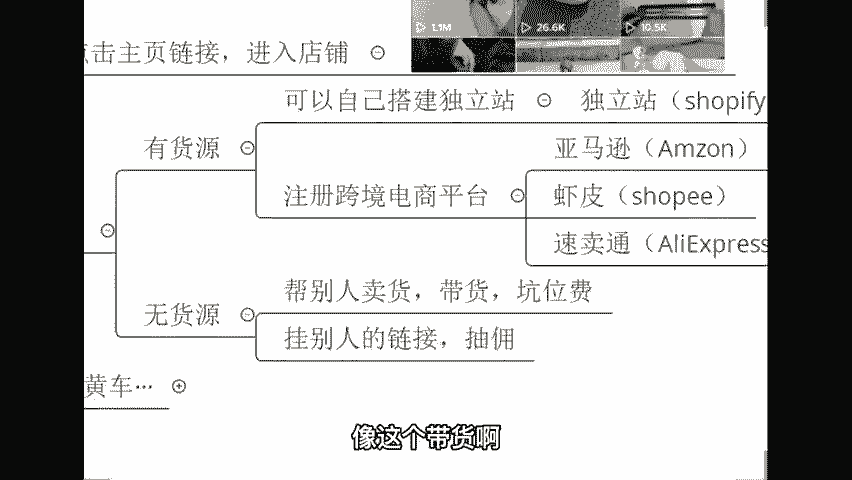 1.1M
26.6K
10.5K
点击主页链接，进入店铺
可以自己搭建独立站
独立站（shopify
有货源
亚马逊（Amzon）
注册跨境电商平台
虾皮（shopee）
速卖通（AliExpress
帮别人卖货，带货，坑位费
无货源
挂别人的链接，抽佣
黄车…
像这个带货啊